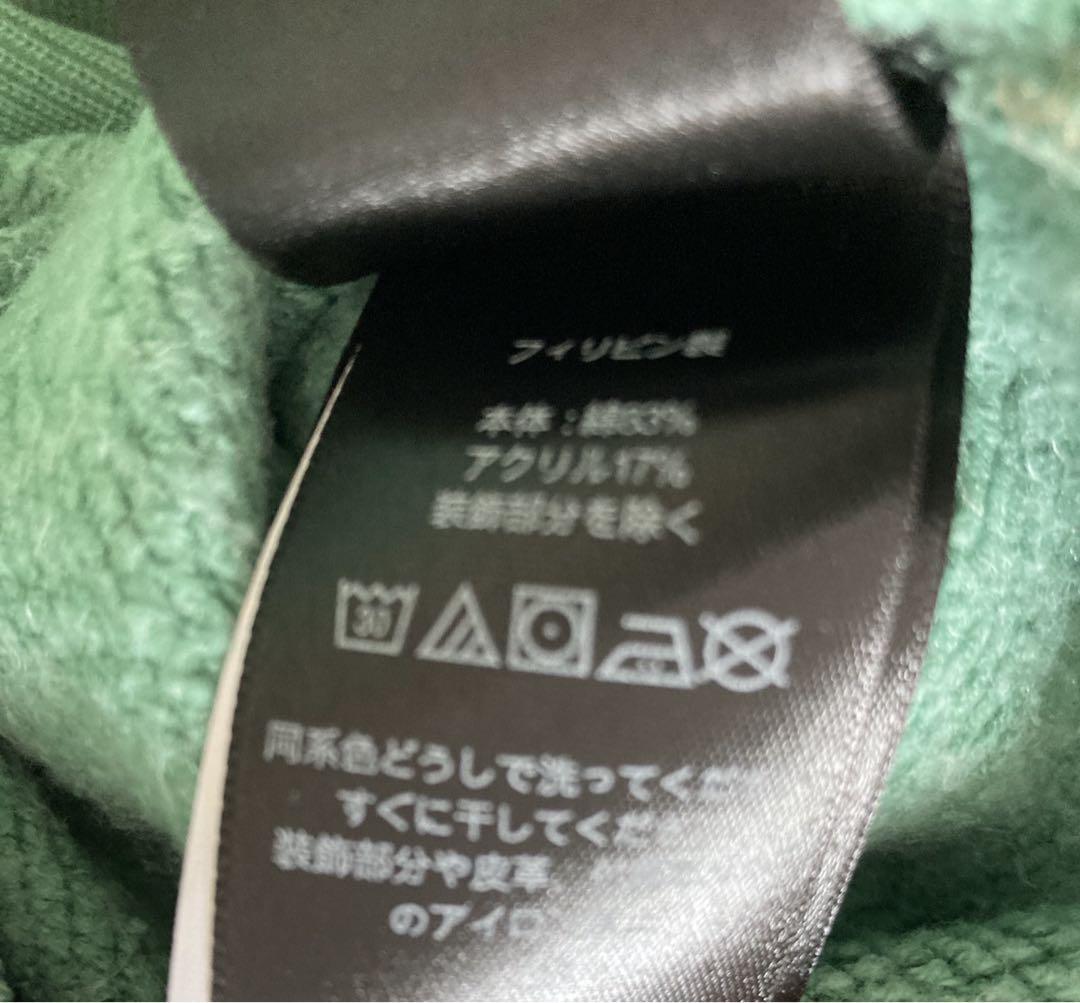 フィリピン製
本体：綿83%
アクリル17%
装飾部分を除く
30
同系色どうしで洗ってくだ
すぐに干してくだ
装飾部分や皮革
のアイロ